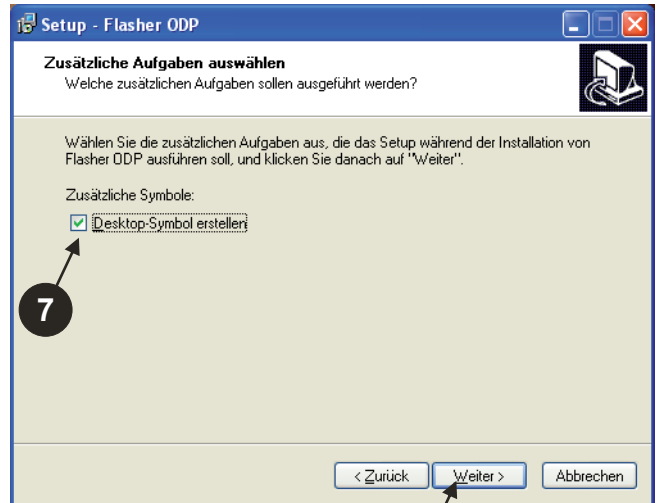 Setup - Flasher ODP
Zusätzliche Aufgaben auswählen
Welche zusätzlichen Aufgaben sollen ausgeführt werden?
Wählen Sie die zusätzlichen Aufgaben aus, die das Setup während der Installation von
Flasher ODP ausführen soll, und klicken Sie danach auf "Weiter".
Zusätzliche Symbole:
Desktop-Symbol erstellen
7
< Zurück Weiter > Abbrechen